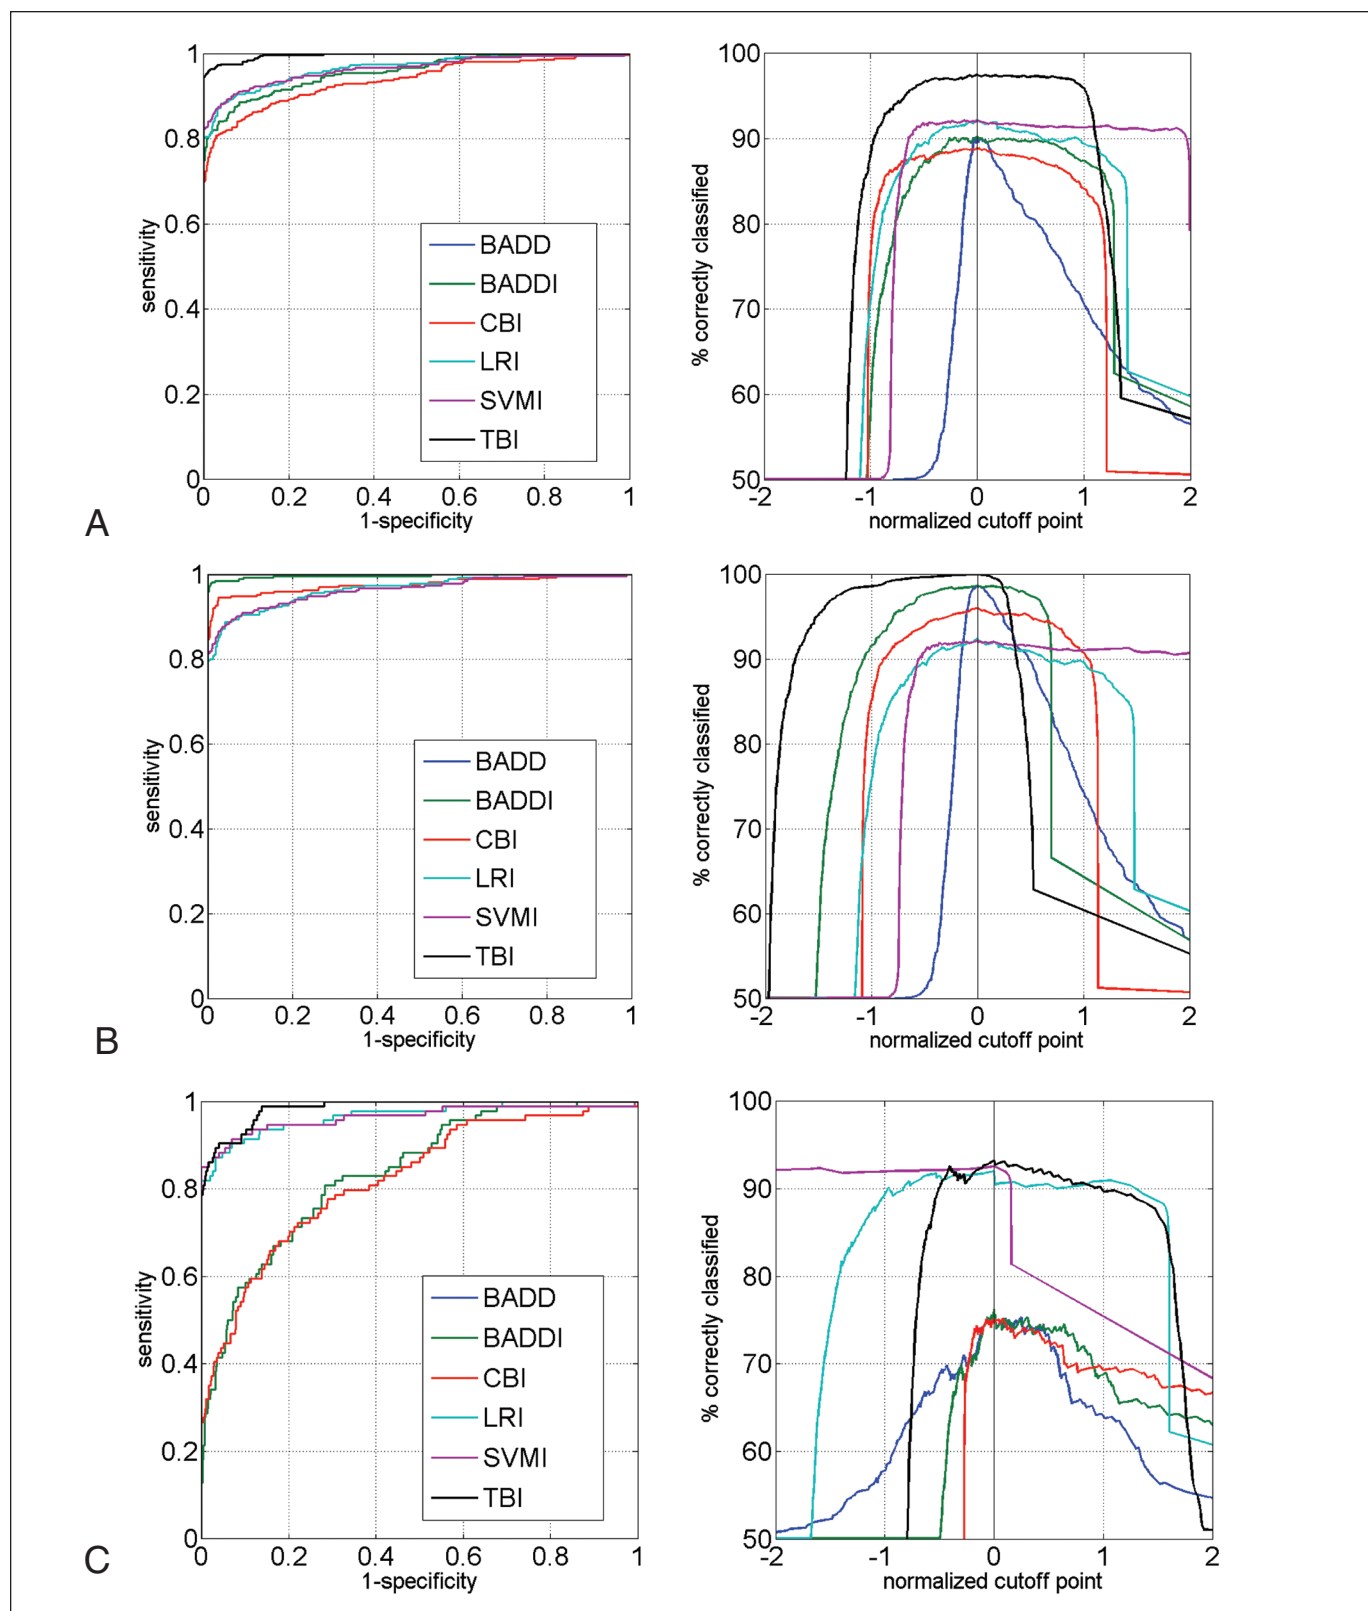 1
0.8
0.6
0.4
0.2
0
sensitivity
BADD
BADDI
CBI
LRI
SVMI
TBI
0 0.2 0.4 0.6 0.8 1
1-specificity
100
90
80
70
60
50
% correctly classified
-2 -1 0 1 2
normalized cutoff point
A
1
0.8
0.6
0.4
0.2
0
sensitivity
BADD
BADDI
CBI
LRI
SVMI
TBI
0 0.2 0.4 0.6 0.8 1
1-specificity
100
90
80
70
60
50
% correctly classified
-2 -1 0 1 2
normalized cutoff point
B
1
0.8
0.6
0.4
0.2
0
sensitivity
BADD
BADDI
CBI
LRI
SVMI
TBI
0 0.2 0.4 0.6 0.8 1
1-specificity
100
90
80
70
60
50
% correctly classified
-2 -1 0 1 2
normalized cutoff point
C